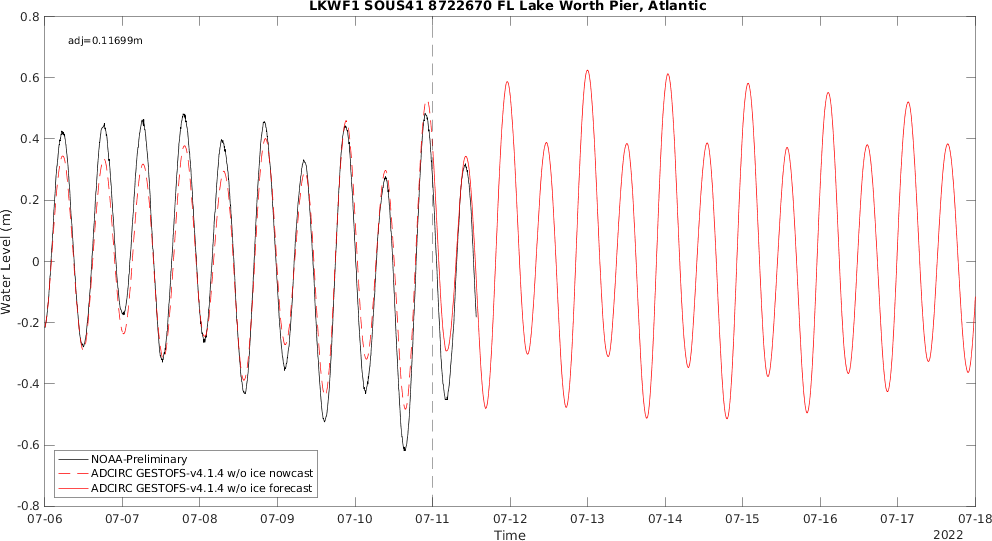 LKWF1 SOUS41 8722670 FL Lake Worth Pier, Atlantic
0.8
adj=0.11699m
0.6
0.4
0.2
0
-0.2
-0.4
-0.6
-0.8
Water Level (m)
NOAA-Preliminary
ADCIRC GESTOFS-v4.1.4 w/o ice nowcast
ADCIRC GESTOFS-v4.1.4 w/o ice forecast
07-06 07-07 07-08 07-09 07-10 07-11 07-12 07-13 07-14 07-15 07-16 07-17 07-18
Time
2022